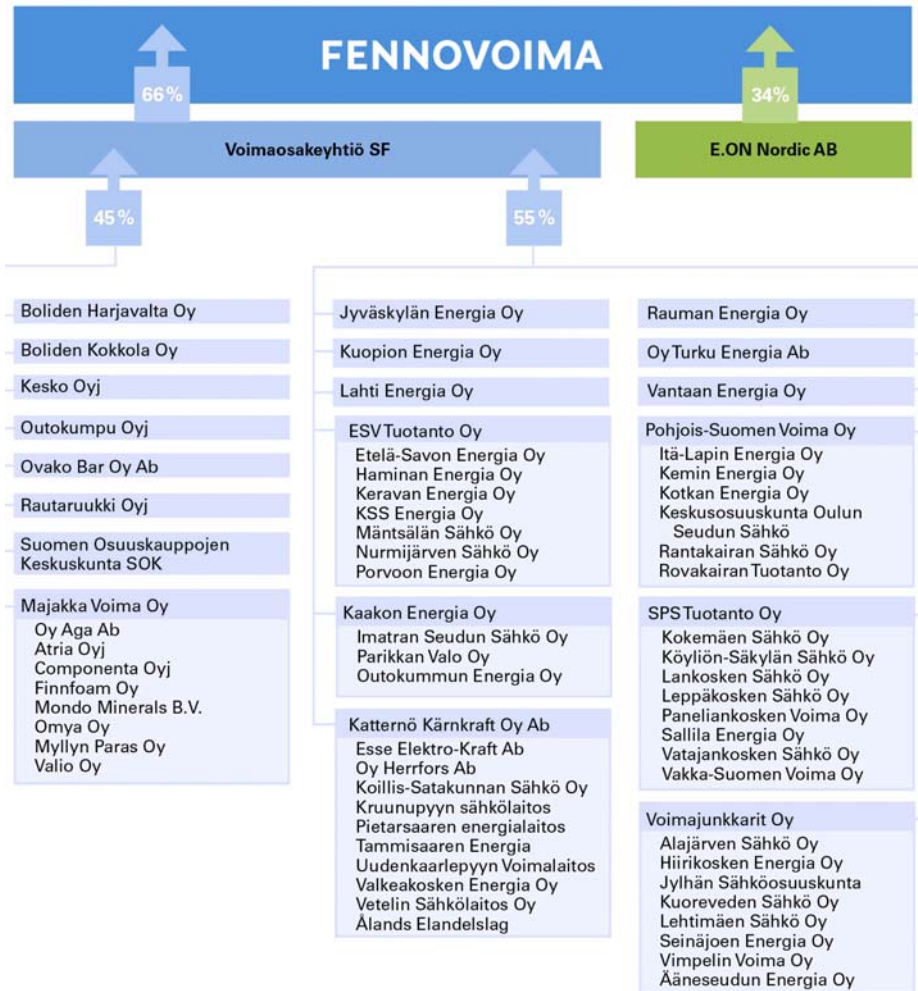 FENNOVOIMA
66%
34%
Voimaosakeyhtiö SF
E.ON Nordic AB
45%
55%
Boliden Harjavalta Oy
Boliden Kokkola Oy
Kesko Oyj
Outokumpu Oyj
Ovako Bar Oy Ab
Rautaruukki Oyj
Suomen Osuuskauppojen
Keskuskunta SOK
Majakka Voima Oy
Oy Aga Ab
Atria Oyj
Componenta Oyj
Finnfoam Oy
Mondo Minerals B.V.
Omya Oy
Myllyn Paras Oy
Valio Oy
Jyväskylän Energia Oy
Kuopion Energia Oy
Lahti Energia Oy
ESV Tuotanto Oy
Etelä-Savon Energia Oy
Haminan Energia Oy
Keravan Energia Oy
KSS Energia Oy
Mäntsälän Sähkö Oy
Nurmijärven Sähkö Oy
Porvoon Energia Oy
Kaakon Energia Oy
Imatran Seudun Sähkö Oy
Parikkan Valo Oy
Outokummun Energia Oy
Katternö Kärnkraft Oy Ab
Esse Elektro-Kraft Ab
Oy Herrfors Ab
Koillis-Satakunnan Sähkö Oy
Kruunupyyn sähkölaitos
Pietarsaaren energialaitos
Tammisaaren Energia
Uudenkaarlepyyn Voimalaitos
Valkeakosken Energia Oy
Vetelin Sähkölaitos Oy
Ålands Elandelslag
Rauman Energia Oy
Oy Turku Energia Ab
Vantaan Energia Oy
Pohjois-Suomen Voima Oy
Itä-Lapin Energia Oy
Kemin Energia Oy
Kotkan Energia Oy
Keskusosuuskunta Oulun
Seudun Sähkö
Rantakairan Sähkö Oy
Rovakairan Tuotanto Oy
SPS Tuotanto Oy
Kokemäen Sähkö Oy
Köyliön-Säkylän Sähkö Oy
Lankosken Sähkö Oy
Leppäkosken Sähkö Oy
Paneliankosken Voima Oy
Sallila Energia Oy
Vatajankosken Sähkö Oy
Vakka-Suomen Voima Oy
Voimajunkkarit Oy
Alajärven Sähkö Oy
Hiirikosken Energia Oy
Jylhän Sähköosuuskunta
Kuoreveden Sähkö Oy
Lehtimäen Sähkö Oy
Seinäjoen Energia Oy
Vimpelin Voima Oy
Ääneseudun Energia Oy